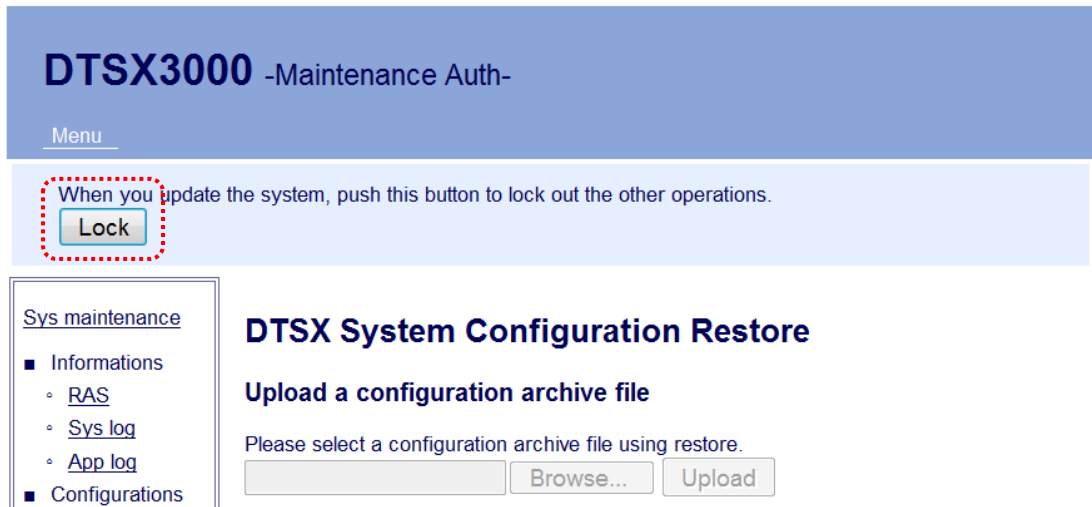 DTSX3000 -Maintenance Auth-
Menu
When you update the system, push this button to lock out the other operations.
Lock
Sys maintenance
■ Informations
◦ RAS
◦ Sys log
◦ App log
■ Configurations
DTSX System Configuration Restore
Upload a configuration archive file
Please select a configuration archive file using restore.
Browse... Upload